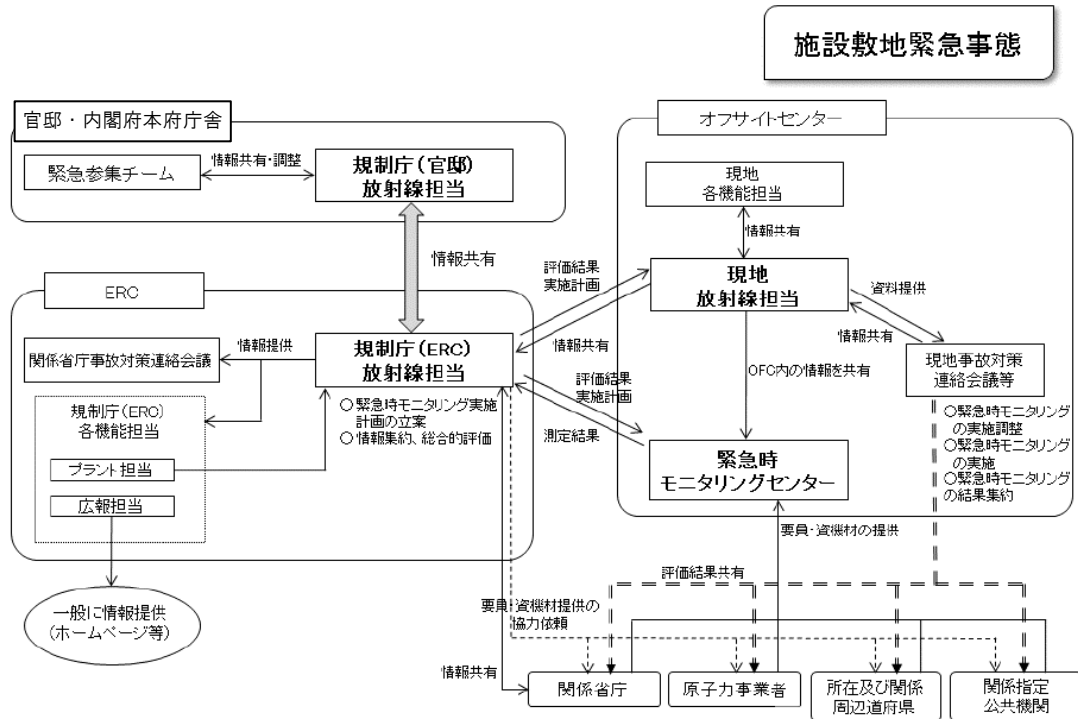 施設敷地緊急事態
官邸・内閣府本府庁舎
緊急参集チーム
情報共有・調整
規制庁(官邸)
放射線担当
情報共有
オフサイトセンター
現地
各機能担当
情報共有
現地
放射線担当
評価結果
実施計画
情報共有
資料提供
情報共有
現地事故対策
連絡会議等
OFC内の情報を共有
○緊急時モニタリング
の実施調整
○緊急時モニタリング
の実施
○緊急時モニタリング
の結果集約
緊急時
モニタリングセンター
ERC
関係省庁事故対策連絡会議
情報提供
規制庁(ERC)
放射線担当
○緊急時モニタリング実施
計画の立案
○情報集約、総合的評価
評価結果
実施計画
測定結果
規制庁(ERC)
各機能担当
プラント担当
広報担当
一般に情報提供
(ホームページ等)
要員・資機材の提供
評価結果共有
要員・資機材提供の
協力依頼
情報共有
関係省庁
原子力事業者
所在及び関係
周辺道府県
関係指定
公共機関